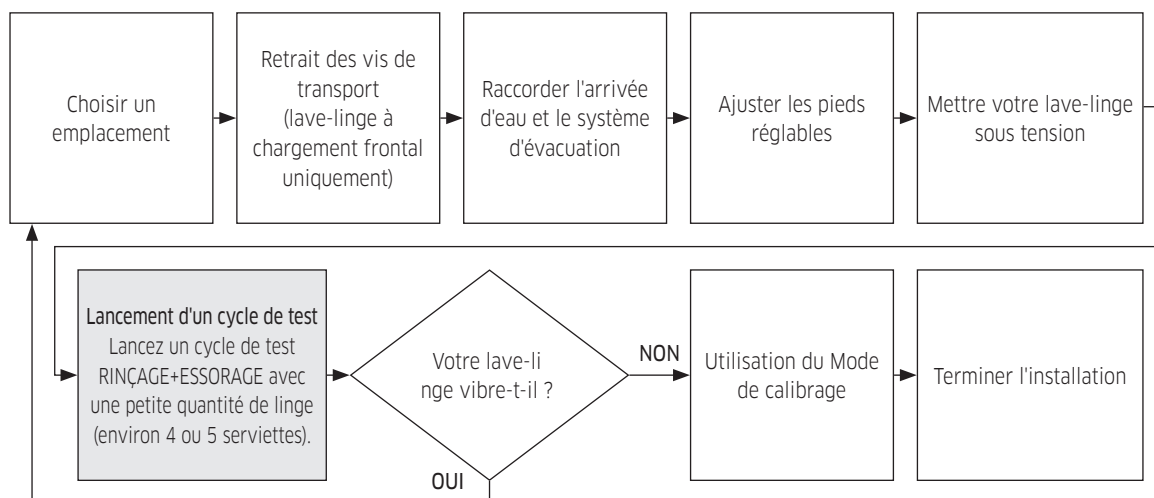 Choisir un
emplacement
Retrait des vis de
transport
(lave-linge à
chargement frontal
uniquement)
Raccorder l'arrivée
d'eau et le système
d'évacuation
Ajuster les pieds
réglables
Mettre votre lave-linge
sous tension
Lancement d'un cycle de test
Lancez un cycle de test
RINÇAGE+ESSORAGE avec
une petite quantité de linge
(environ 4 ou 5 serviettes).
Votre lave-li
nge vibre-t-il ?
NON
OUI
Utilisation du Mode
de calibrage
Terminer l'installation